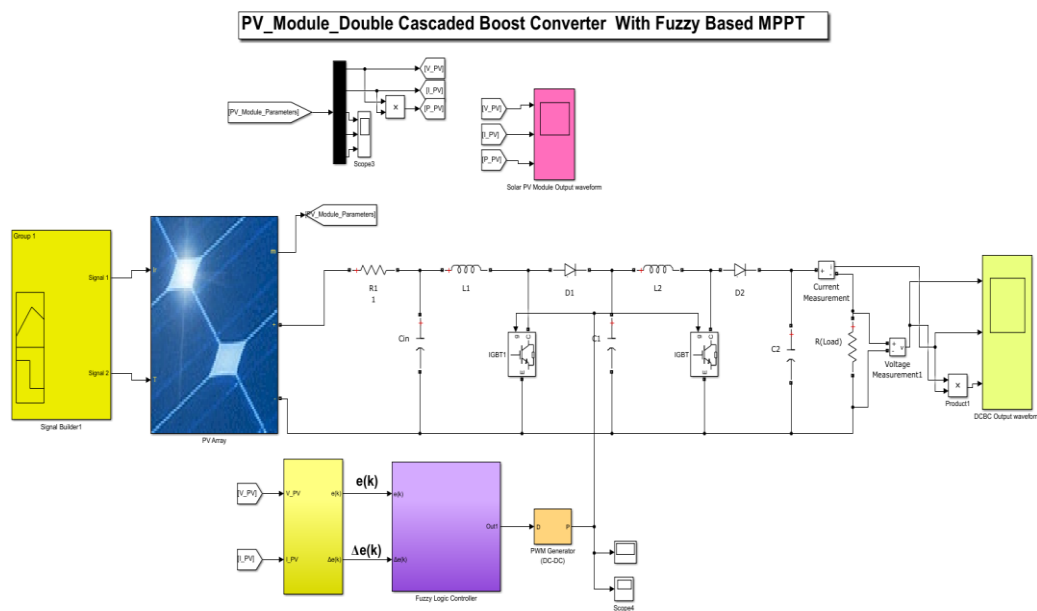 PV_Module_Double Cascaded Boost Converter With Fuzzy Based MPPT
[V_PV]
[I_PV]
[P_PV]
[PV_Module_Parameters]
×
Scope3
[V_PV]
[I_PV]
[P_PV]
Solar PV Module Output waveform
[PV_Module_Parameters]
Group 1
Signal 1
Signal 2
Signal Builder1
Ir
T
m
+
-
PV Array
R1
1
L1
D1
L2
D2
Cin
IGBT1
g
C
E
C1
IGBT
g
C
E
C2
+
-
i
Current
Measurement
R(Load)
+
-
v
Voltage
Measurement1
×
Product1
DCBC Output waveform
[V_PV]
[I_PV]
V_PV
I_PV
e(k)
Δe(k)
e(k)
Δe(k)
e(k)
Δe(k)
Out1
Fuzzy Logic Controller
D
P
PWM Generator
(DC-DC)
Scope4